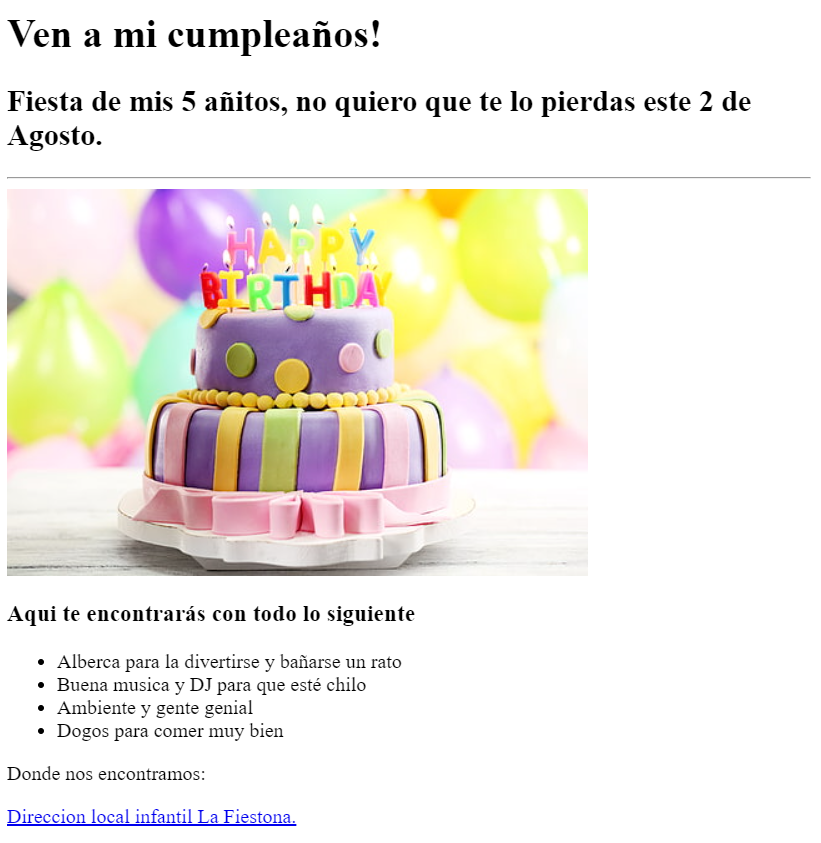 Ven a mi cumpleaños!
Fiesta de mis 5 añitos, no quiero que te lo pierdas este 2 de
Agosto.
HAPPY
BIRTHDAY
Aqui te encontrarás con todo lo siguiente
Alberca para la divertirse y bañarse un rato
Buena musica y DJ para que esté chilo
Ambiente y gente genial
Dogos para comer muy bien
Donde nos encontramos:
Direccion local infantil La Fiestona.